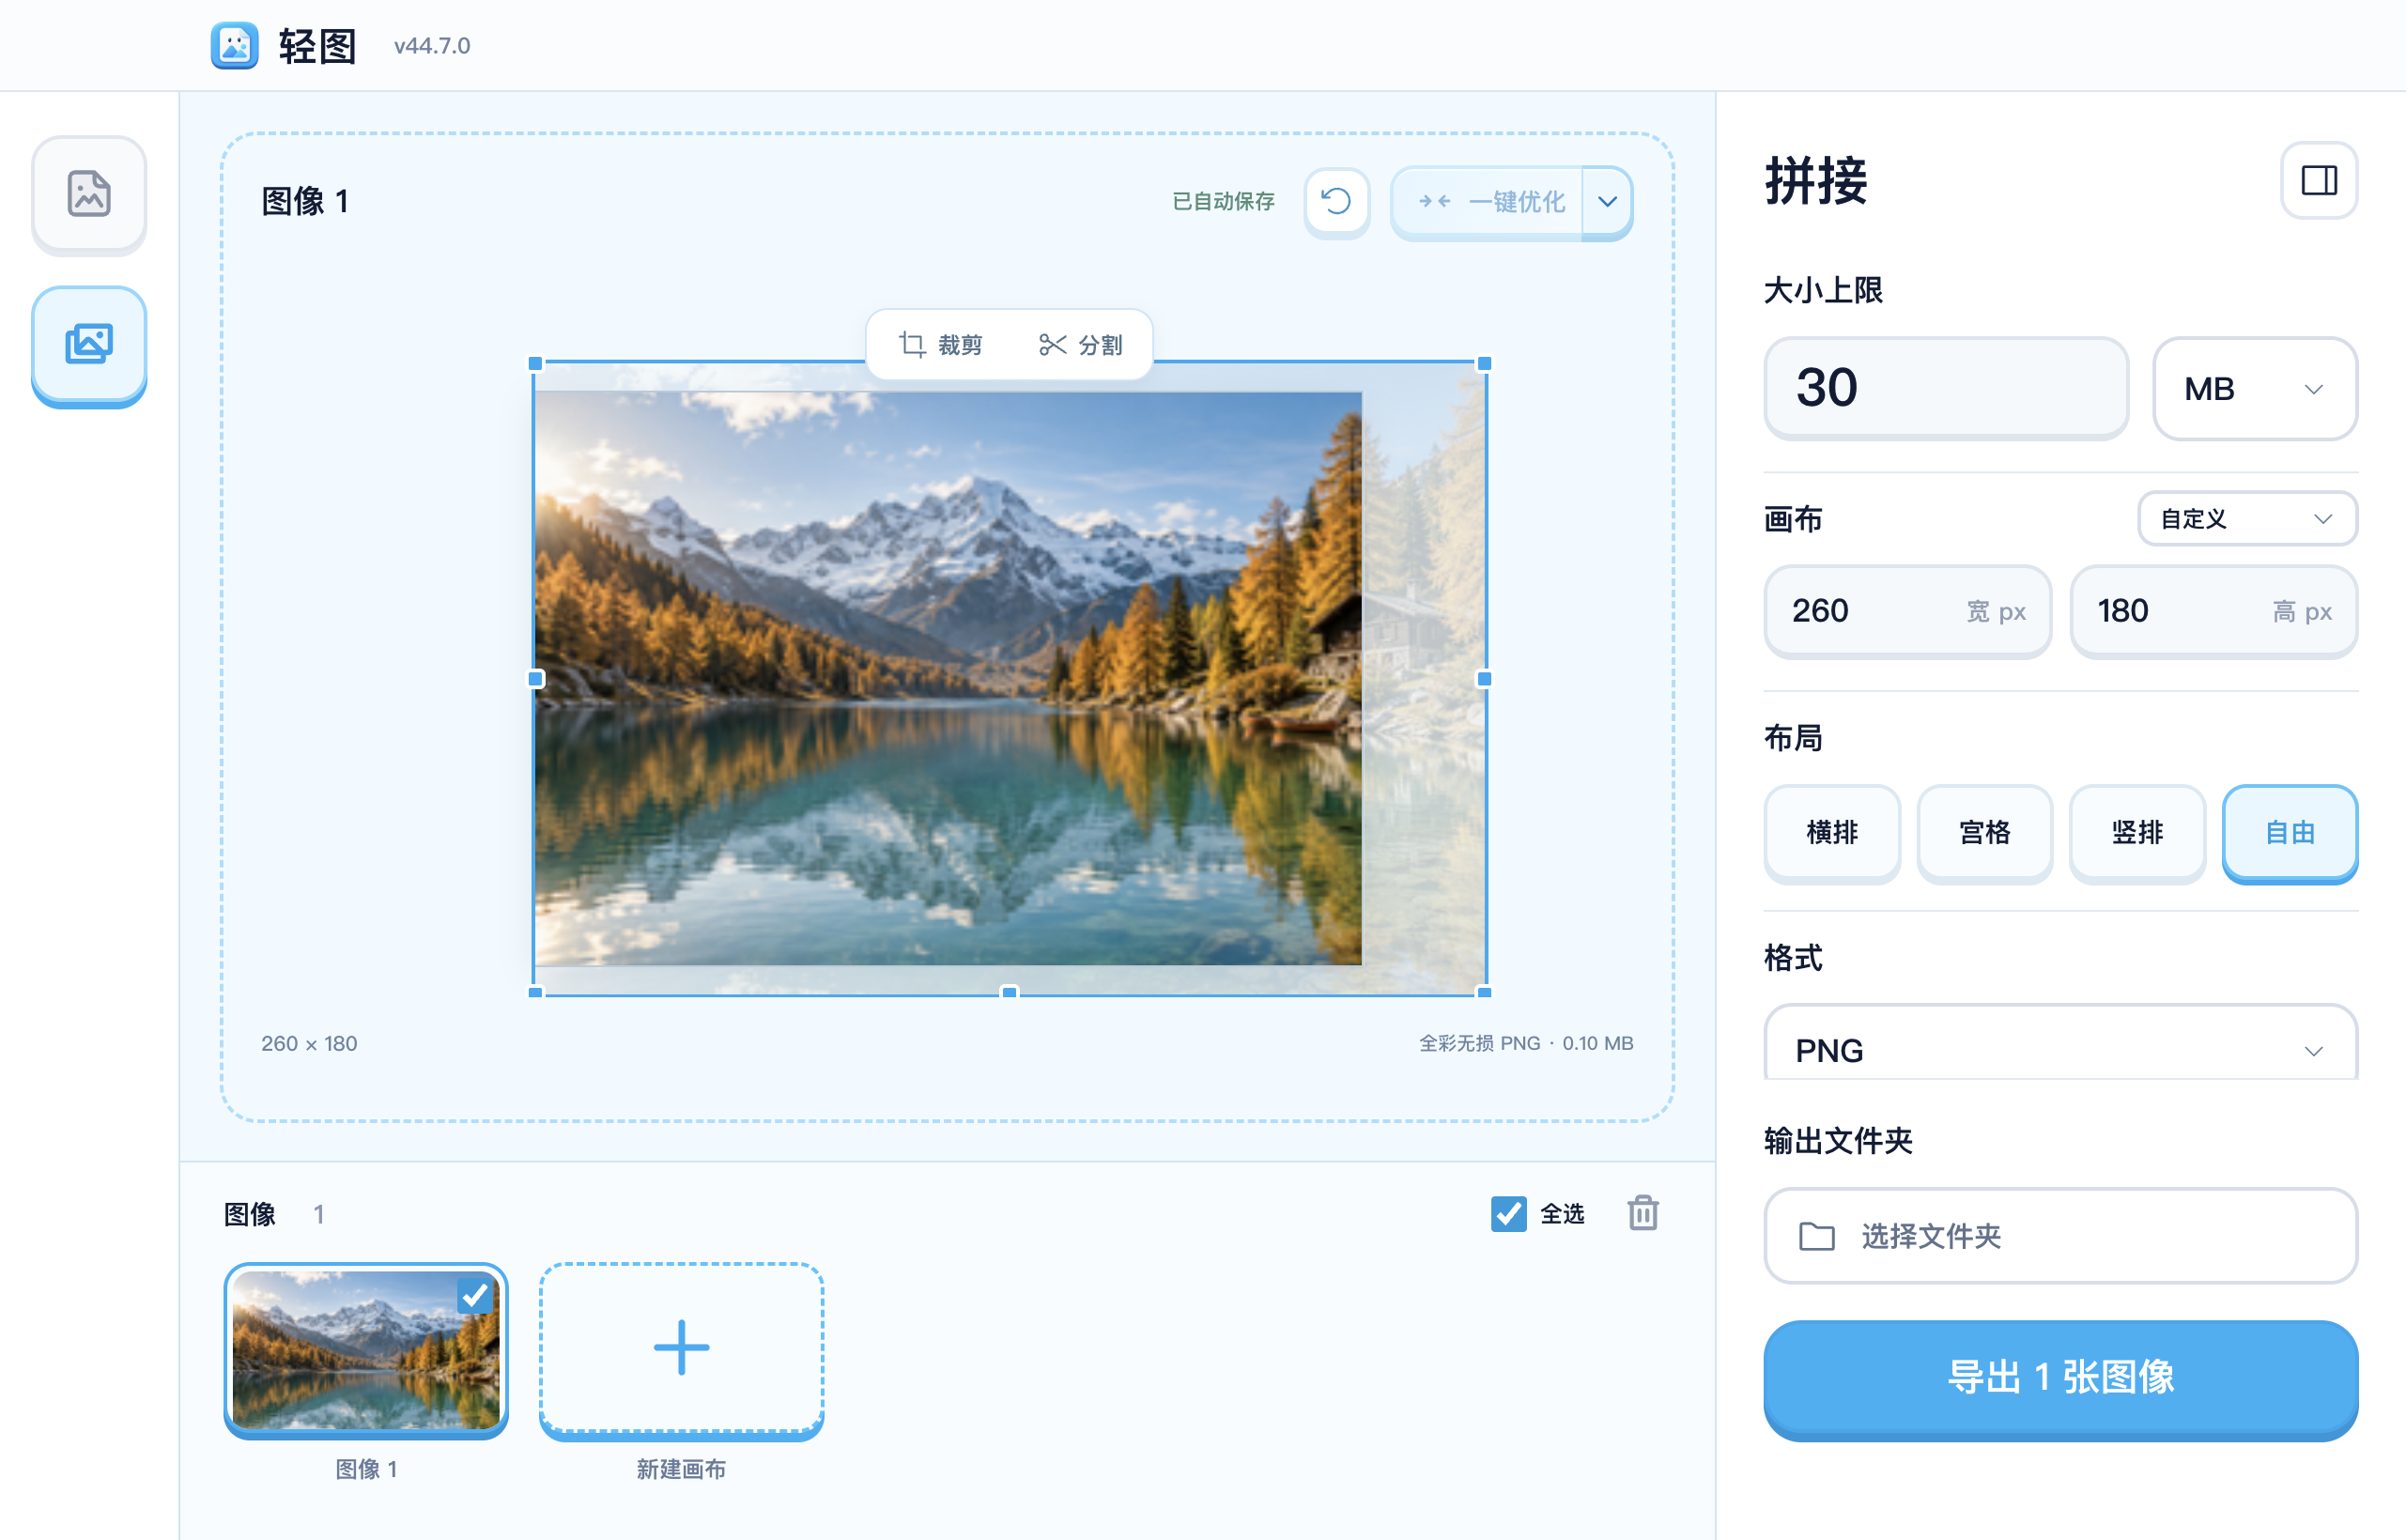 轻图 v44.7.0
图像 1
已自动保存
一键优化
裁剪 分割
260 × 180
全彩无损 PNG · 0.10 MB
图像 1
全选
图像 1
新建画布
拼接
大小上限
30 MB
画布 自定义
260 宽 px 180 高 px
布局
横排 宫格 竖排 自由
格式
PNG
输出文件夹
选择文件夹
导出 1 张图像